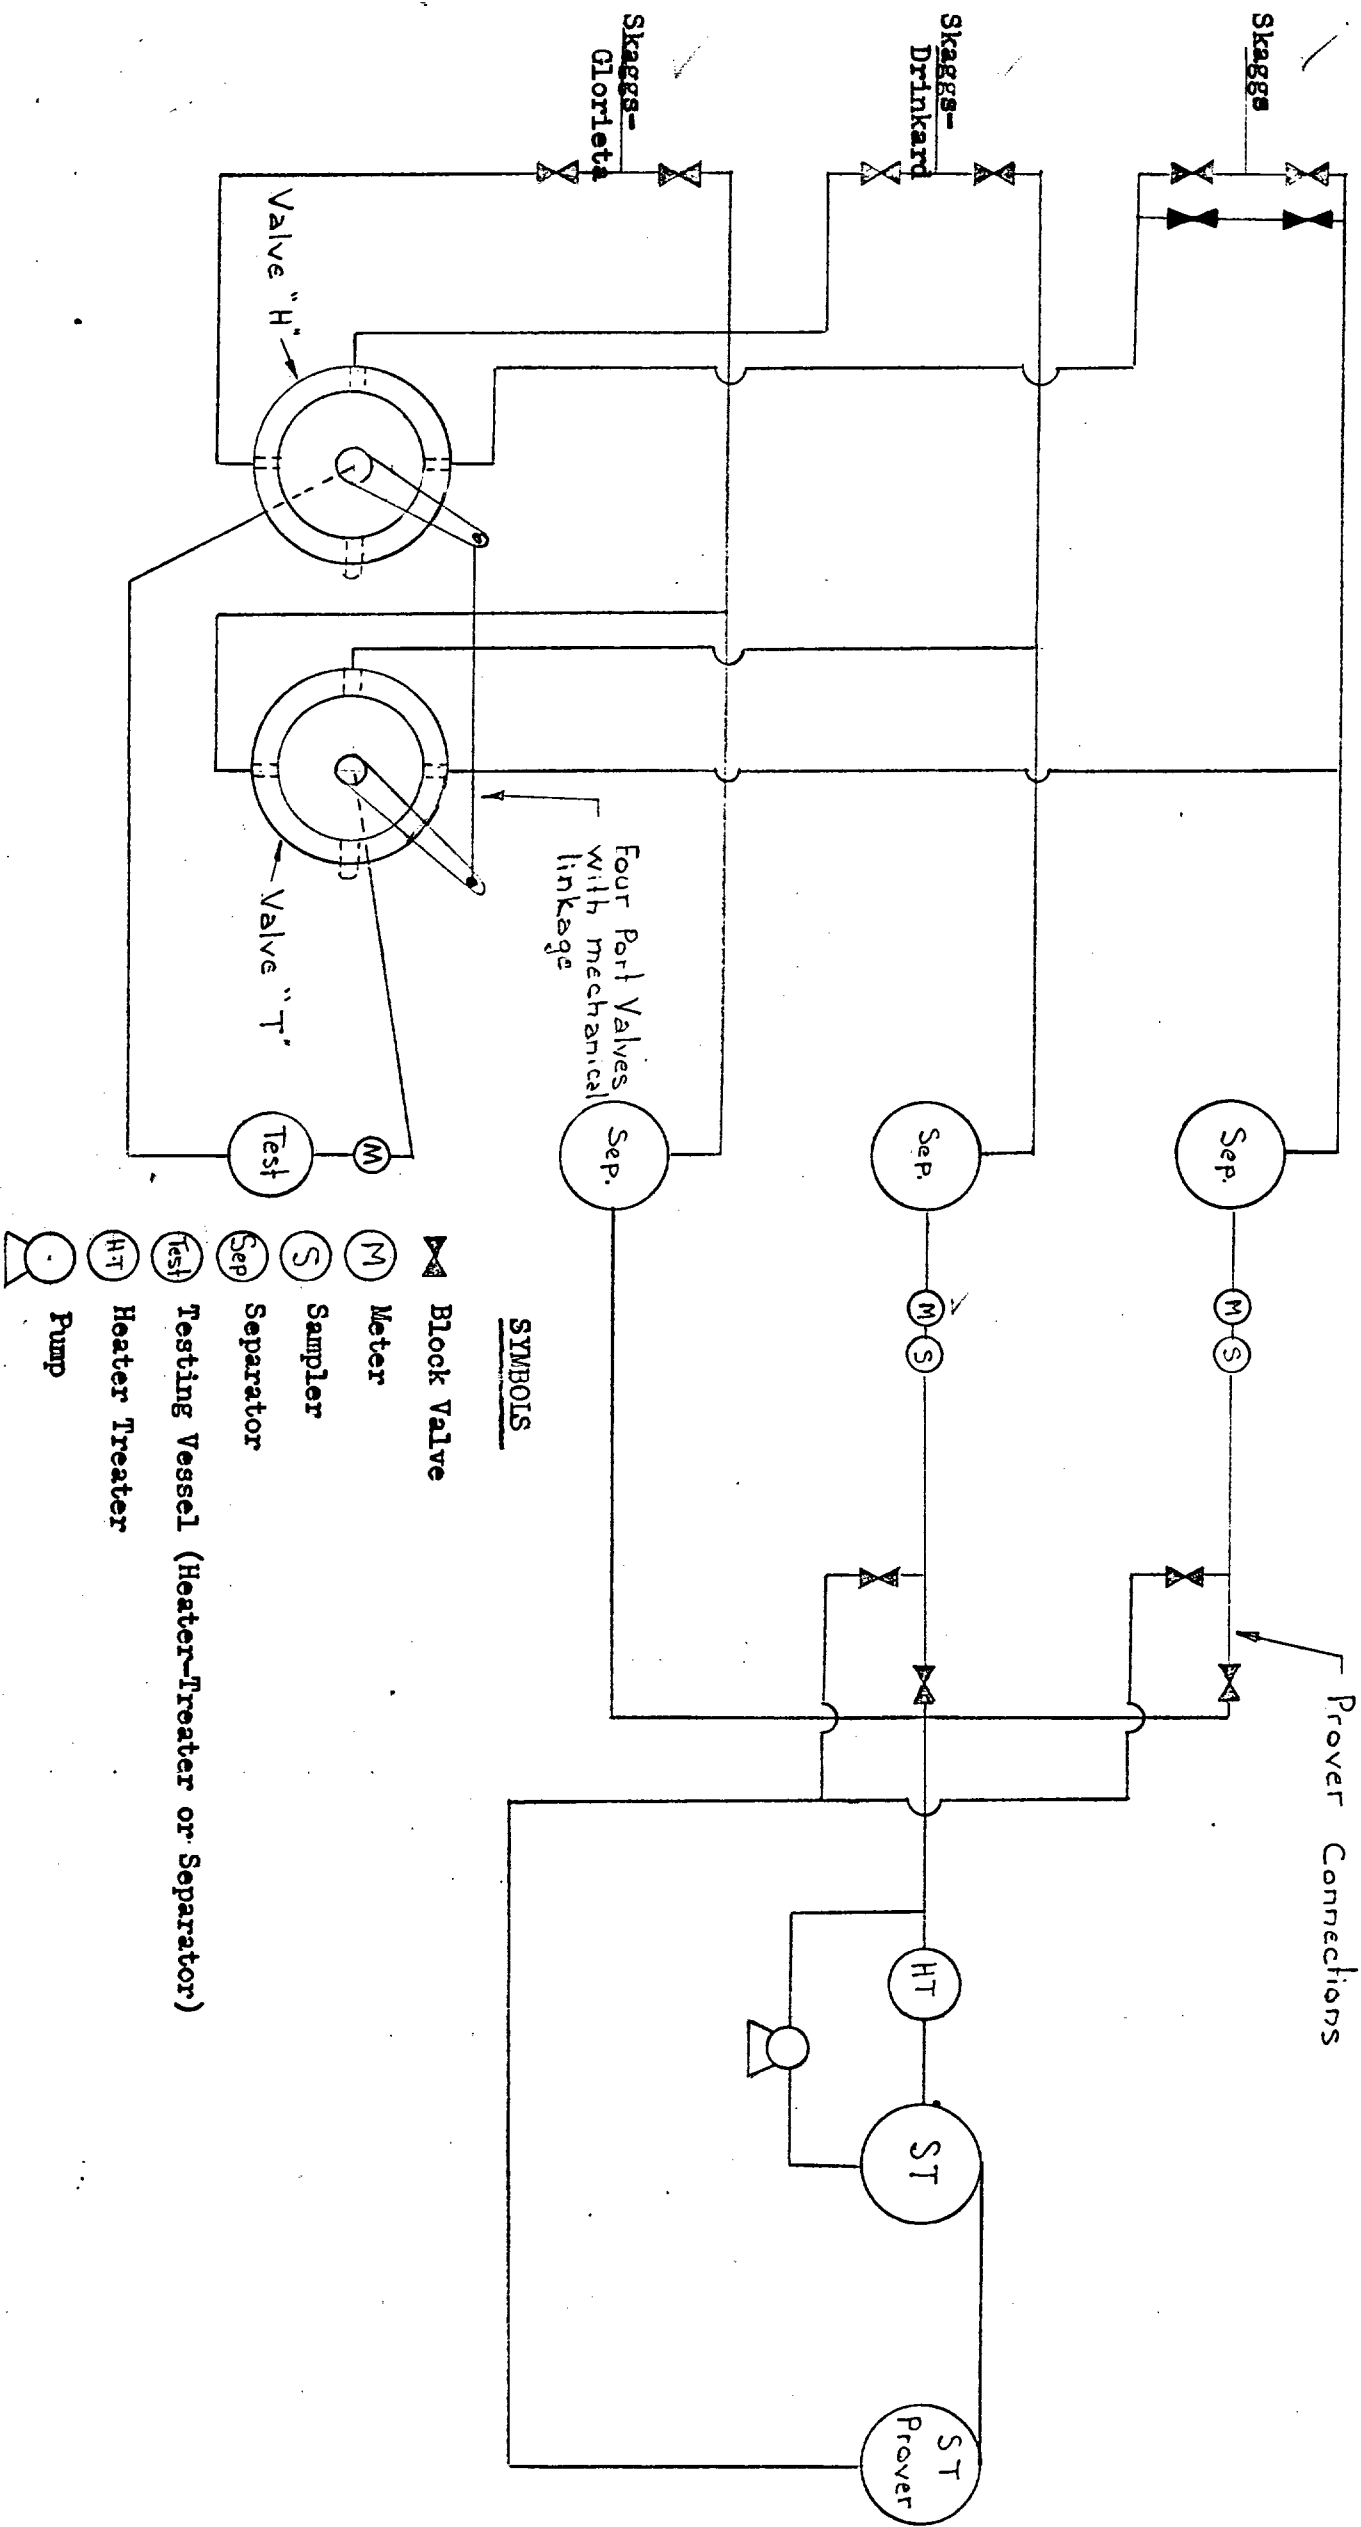 Skaggs
Skaggs-
Drinkard
Skaggs-
Glorieta
Valve "H"
Valve "T"
Four Port Valves
with mechanical
linkage
Sep.
Sep.
Sep.
Test
M
M
S
M
S
Prover Connections
HT
ST
ST
Prover
SYMBOLS
Block Valve
M Meter
S Sampler
Sep Separator
Test Testing Vessel (Heater-Treater or Separator)
H-T Heater Treater
Pump